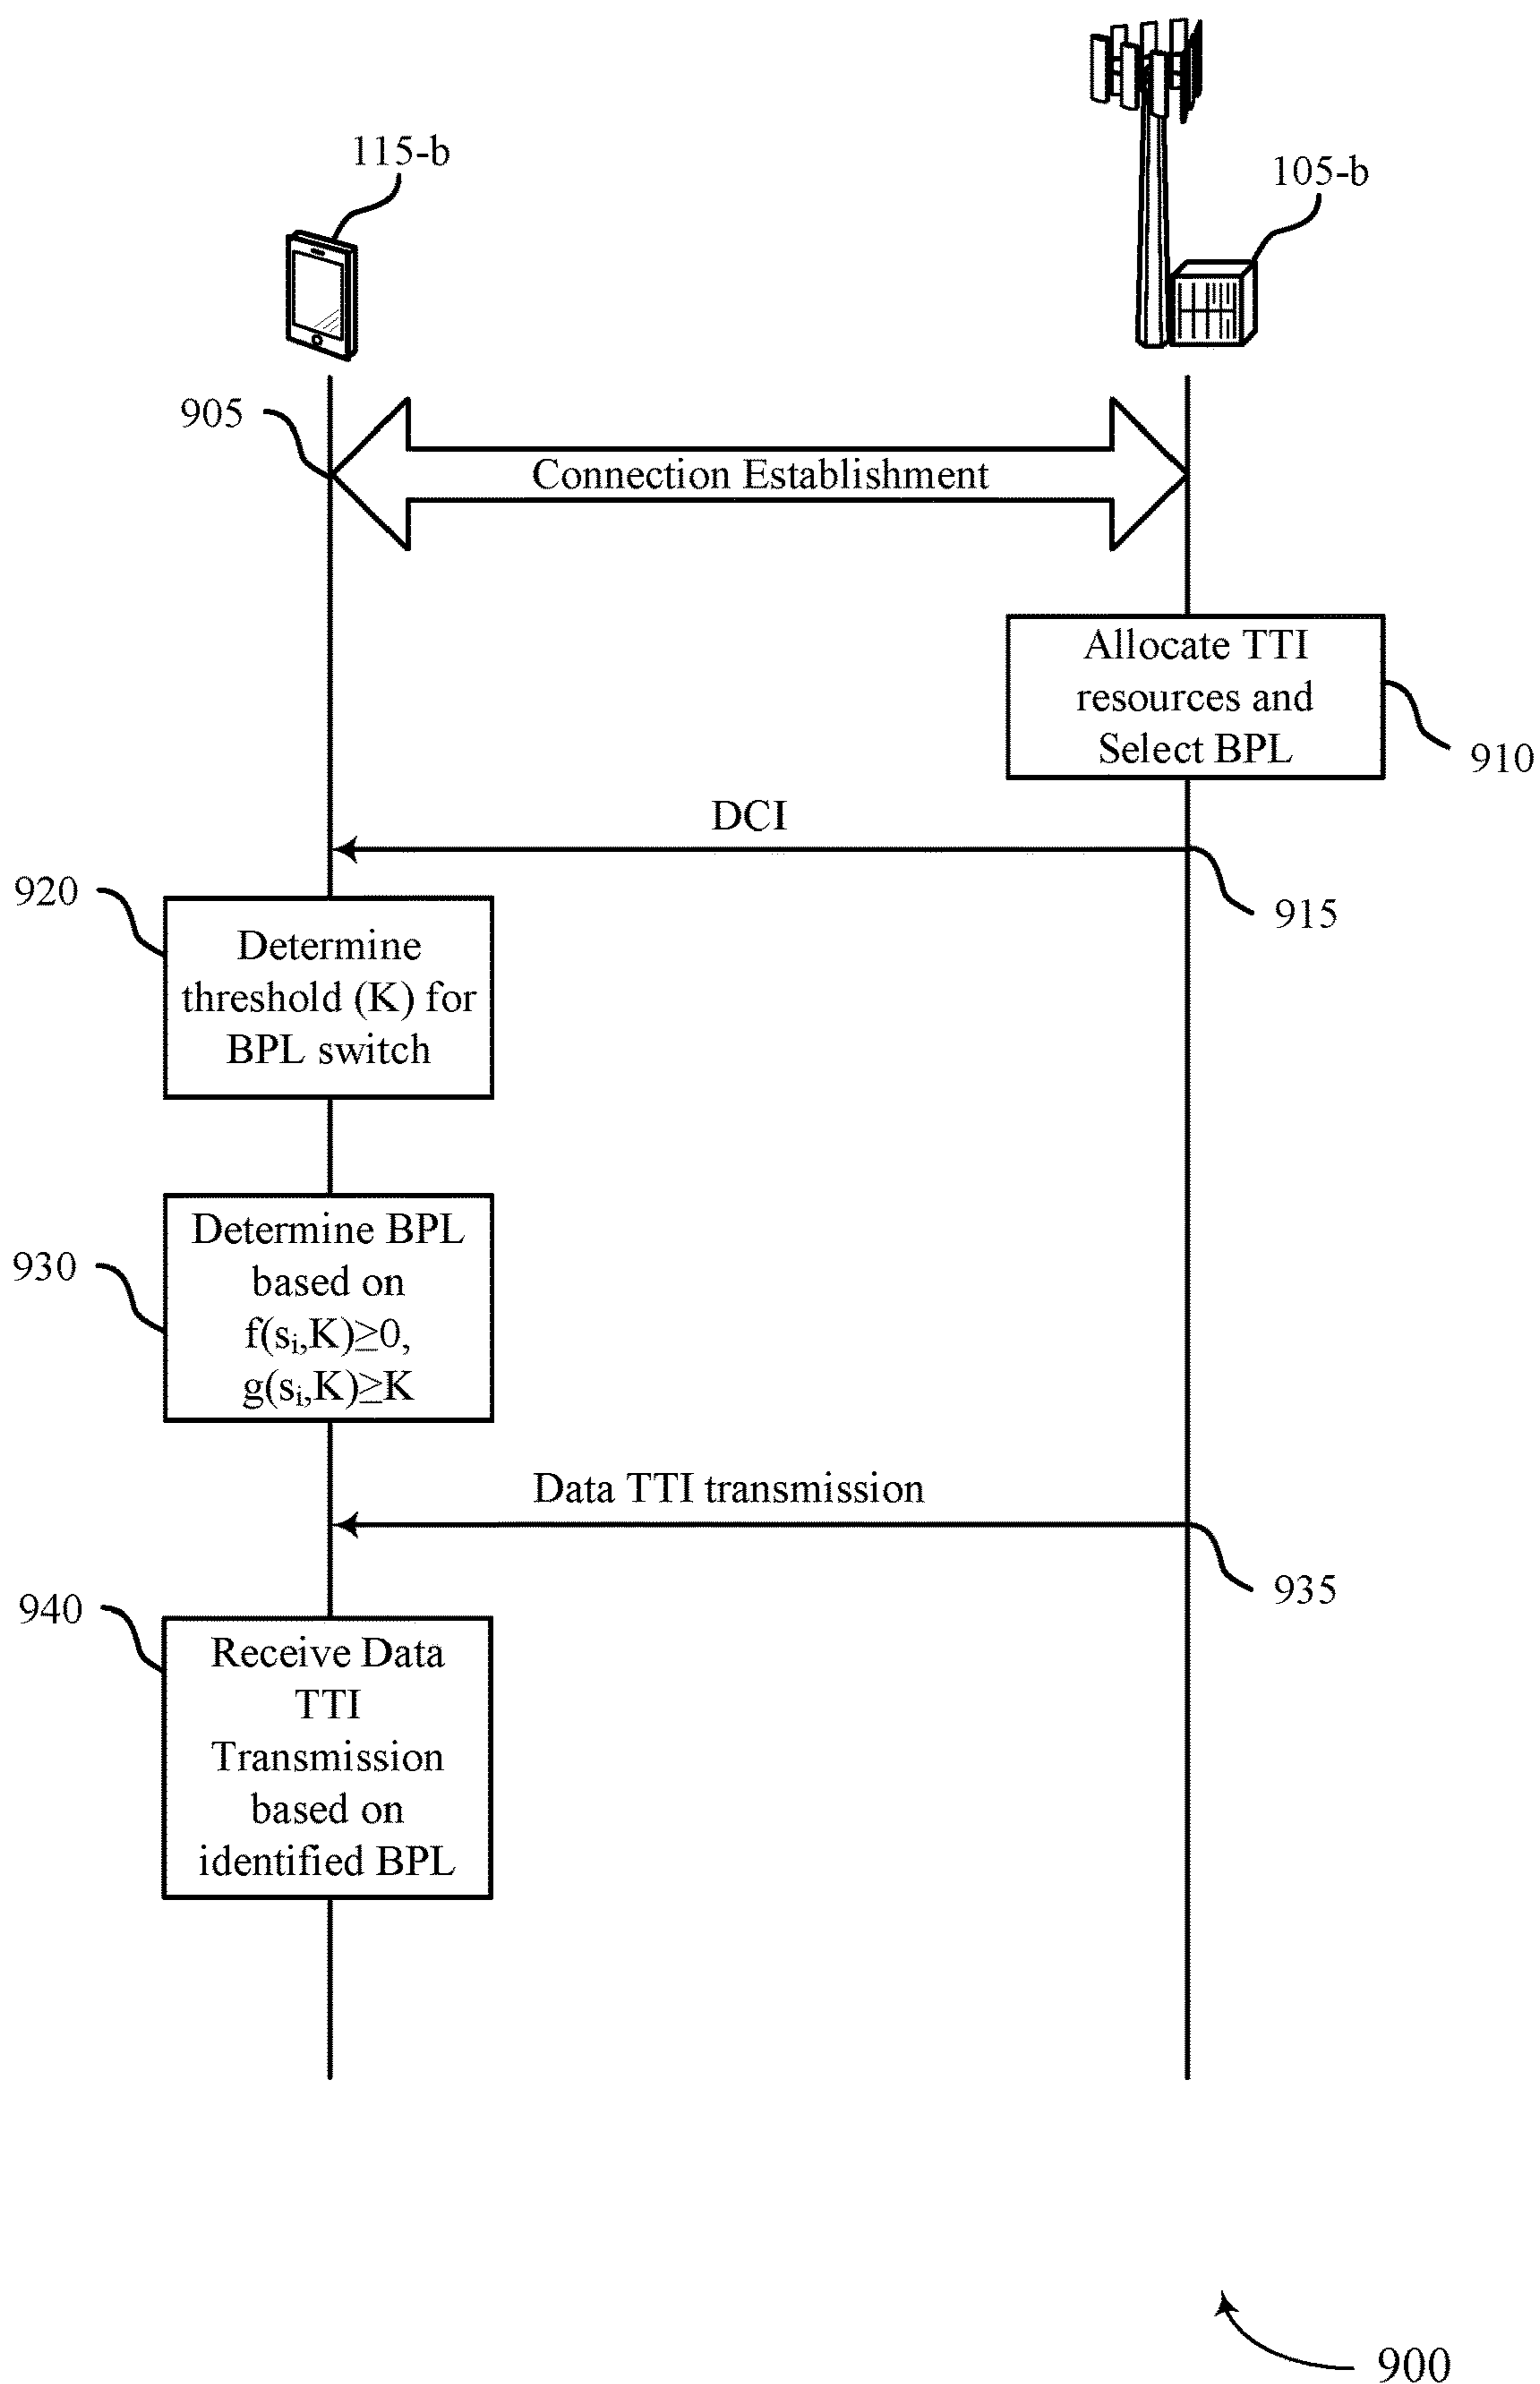 115-b
105-b
905
Connection Establishment
Allocate TTI
resources and
Select BPL
910
DCI
915
920
Determine
threshold (K) for
BPL switch
930
Determine BPL
based on
f(sᵢ,K)≥0,
g(sᵢ,K)≥K
Data TTI transmission
935
940
Receive Data
TTI
Transmission
based on
identified BPL
900